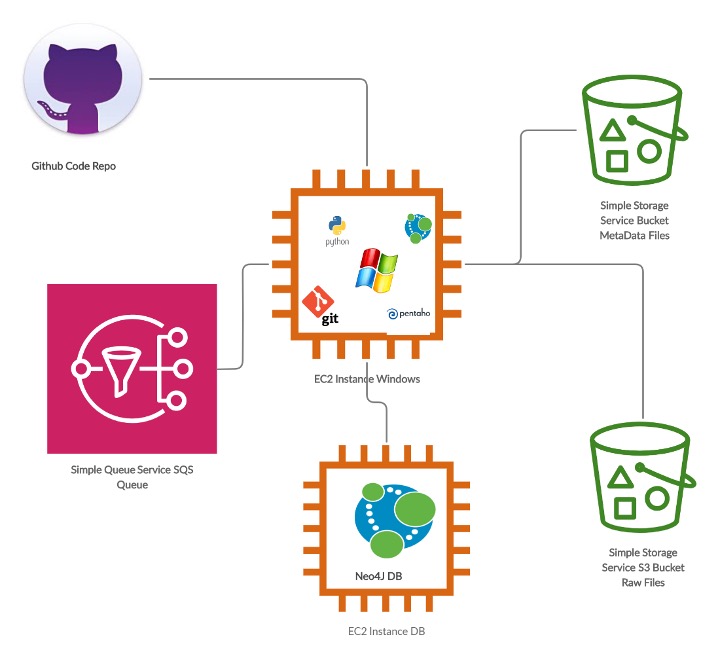 Github Code Repo
Simple Storage
Service Bucket
MetaData Files
python
git
pentaho
EC2 Instance Windows
Simple Queue Service SQS
Queue
Neo4J DB
EC2 Instance DB
Simple Storage
Service S3 Bucket
Raw Files